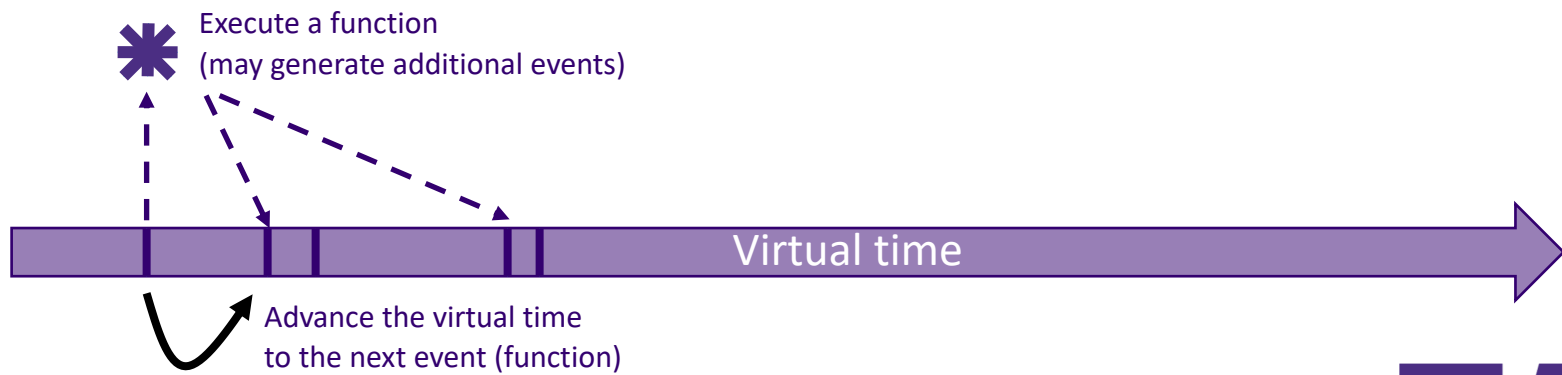 Execute a function
(may generate additional events)
Virtual time
Advance the virtual time
to the next event (function)